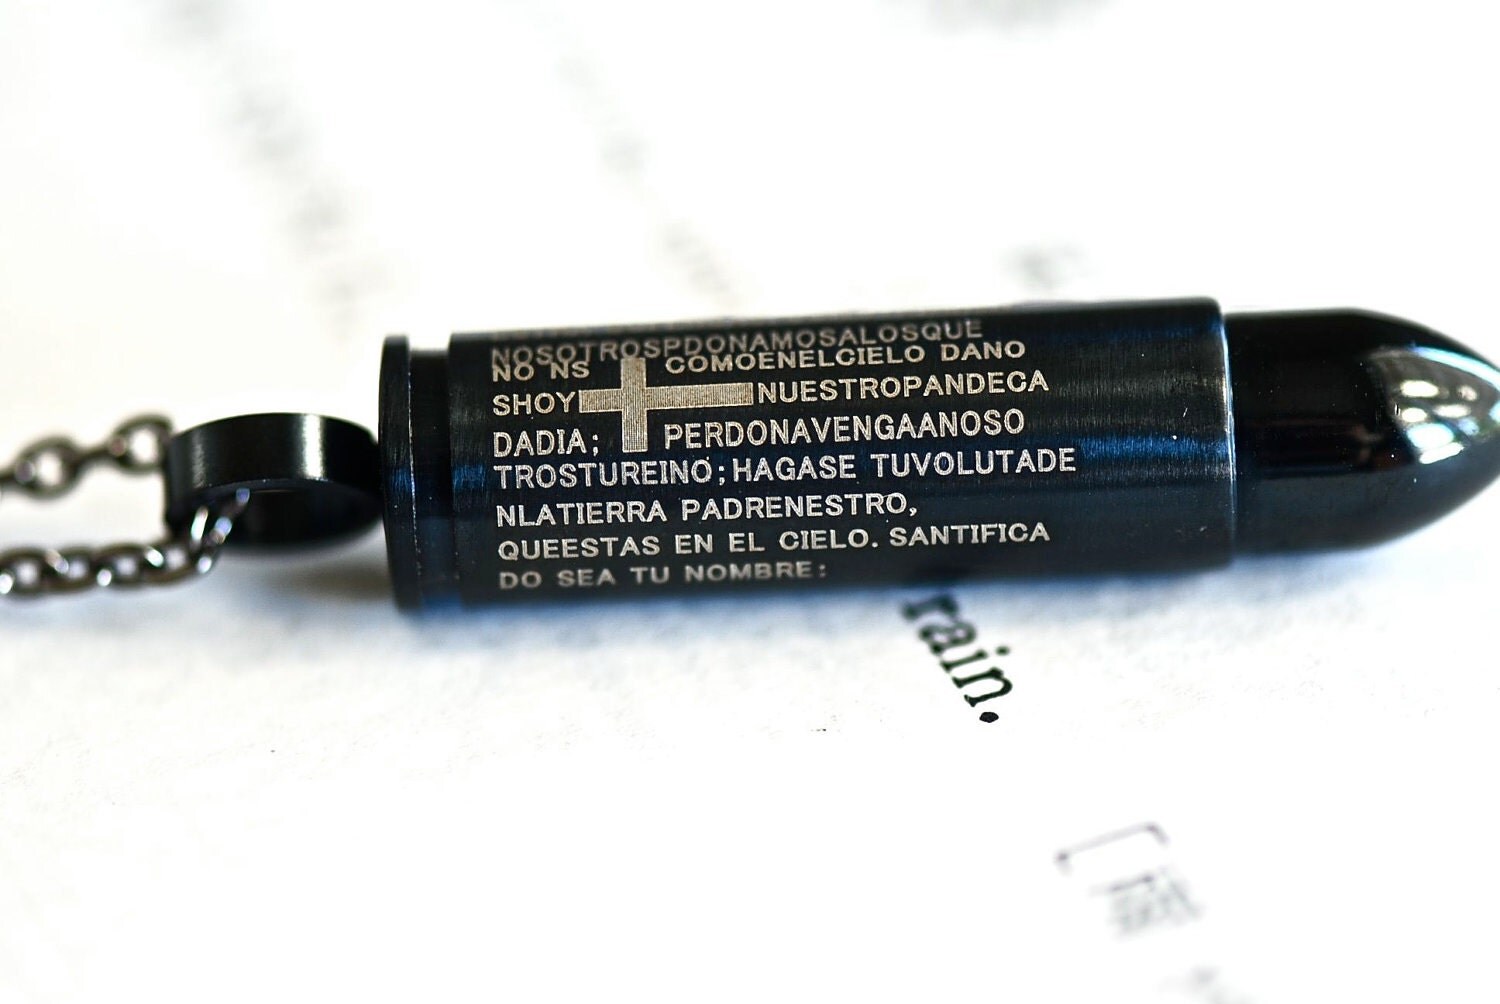 NOSOTROSPDONAMOSALOSQUE
NO NS COMOENELCIELO DANO
SHOY NUESTROPANDECA
DADIA; PERDONAVENGAANOSO
TROSTUREINO; HAGASE TUVOLUTADE
NLATIERRA PADRENESTRO,
QUEESTAS EN EL CIELO. SANTIFICA
DO SEA TU NOMBRE:
rain.
[